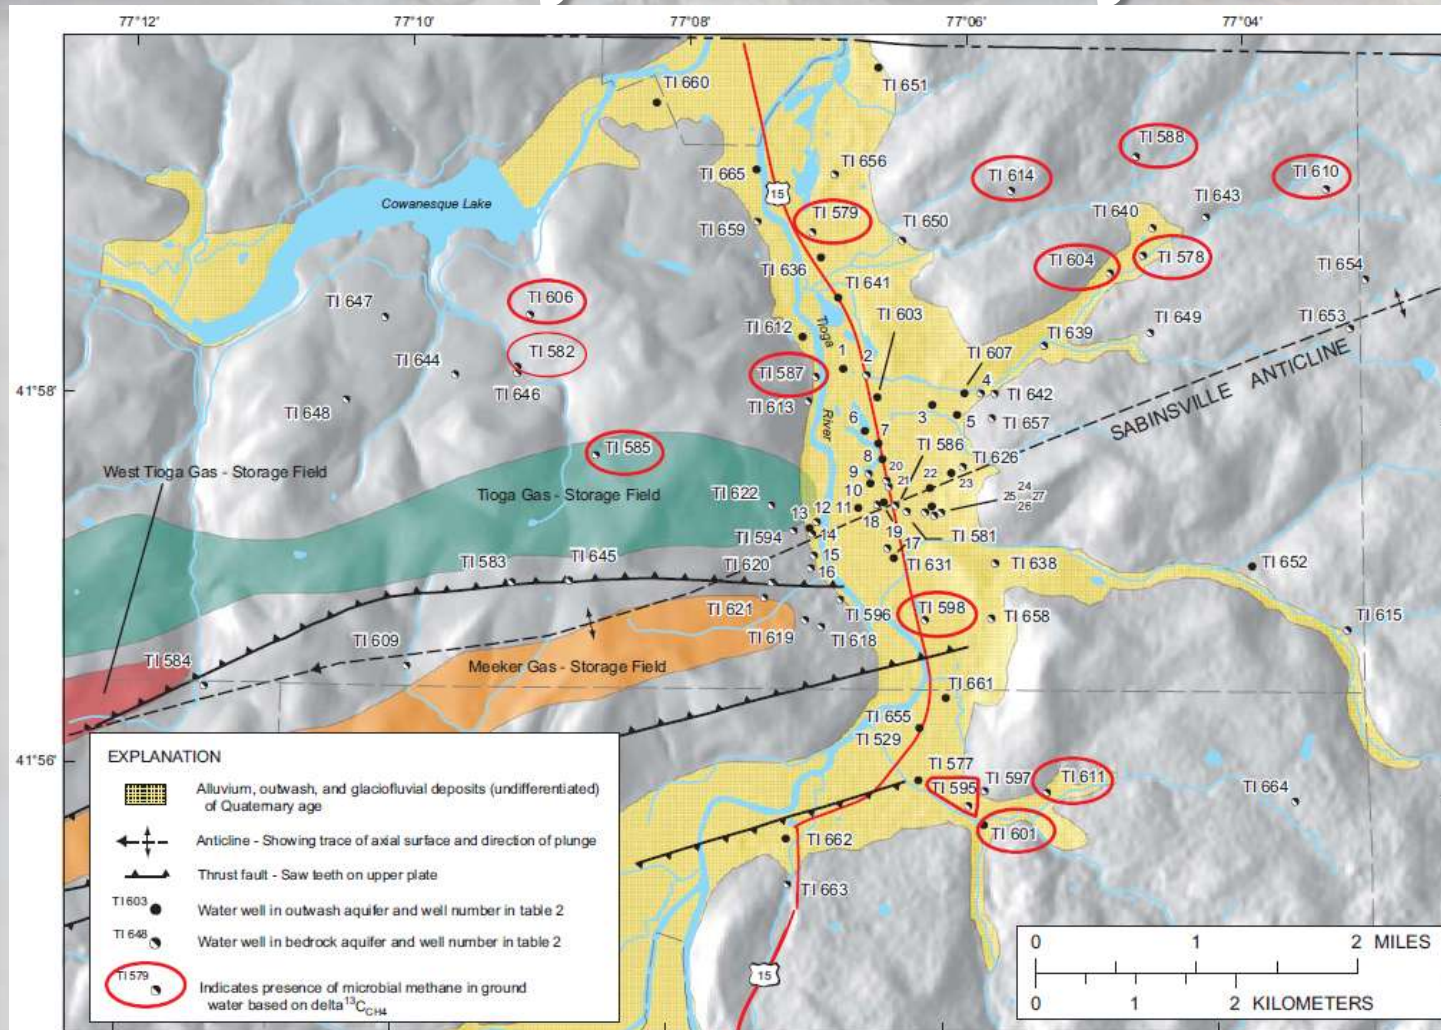 77°12'
77°10'
77°08'
77°06'
77°04'
TI 660
TI 651
TI 588
TI 656
TI 665
TI 614
TI 610
15
Cowanesque Lake
TI 579
TI 643
TI 640
TI 659
TI 650
TI 636
TI 604
TI 578
TI 654
TI 641
TI 647
TI 606
TI 603
TI 612
Tioga
TI 639
TI 649
TI 653
TI 582
TI 644
1
2
TI 607
TI 587
4
41°58'
TI 646
TI 642
SABINSVILLE ANTICLINE
TI 648
TI 613
River
3
5
6
7
TI 657
TI 585
TI 586
8
TI 626
West Tioga Gas - Storage Field
9
20
22
21
23
24
Tioga Gas - Storage Field
TI 622
10
25
27
26
13
12
11
18
TI 594
14
19
17
TI 581
15
TI 583
TI 645
TI 620
16
TI 631
TI 638
TI 652
TI 621
TI 596
TI 598
TI 658
TI 615
TI 619
TI 618
TI 609
TI 584
Meeker Gas - Storage Field
TI 661
TI 655
TI 529
41°56'
TI 577
TI 597
TI 611
TI 595
TI 664
TI 601
TI 662
TI 663
15
EXPLANATION
Alluvium, outwash, and glaciofluvial deposits (undifferentiated)
of Quaternary age
Anticline - Showing trace of axial surface and direction of plunge
Thrust fault - Saw teeth on upper plate
TI 603
Water well in outwash aquifer and well number in table 2
TI 648
Water well in bedrock aquifer and well number in table 2
TI 579
Indicates presence of microbial methane in ground
water based on delta¹³C_CH4
0 1 2 MILES
0 1 2 KILOMETERS